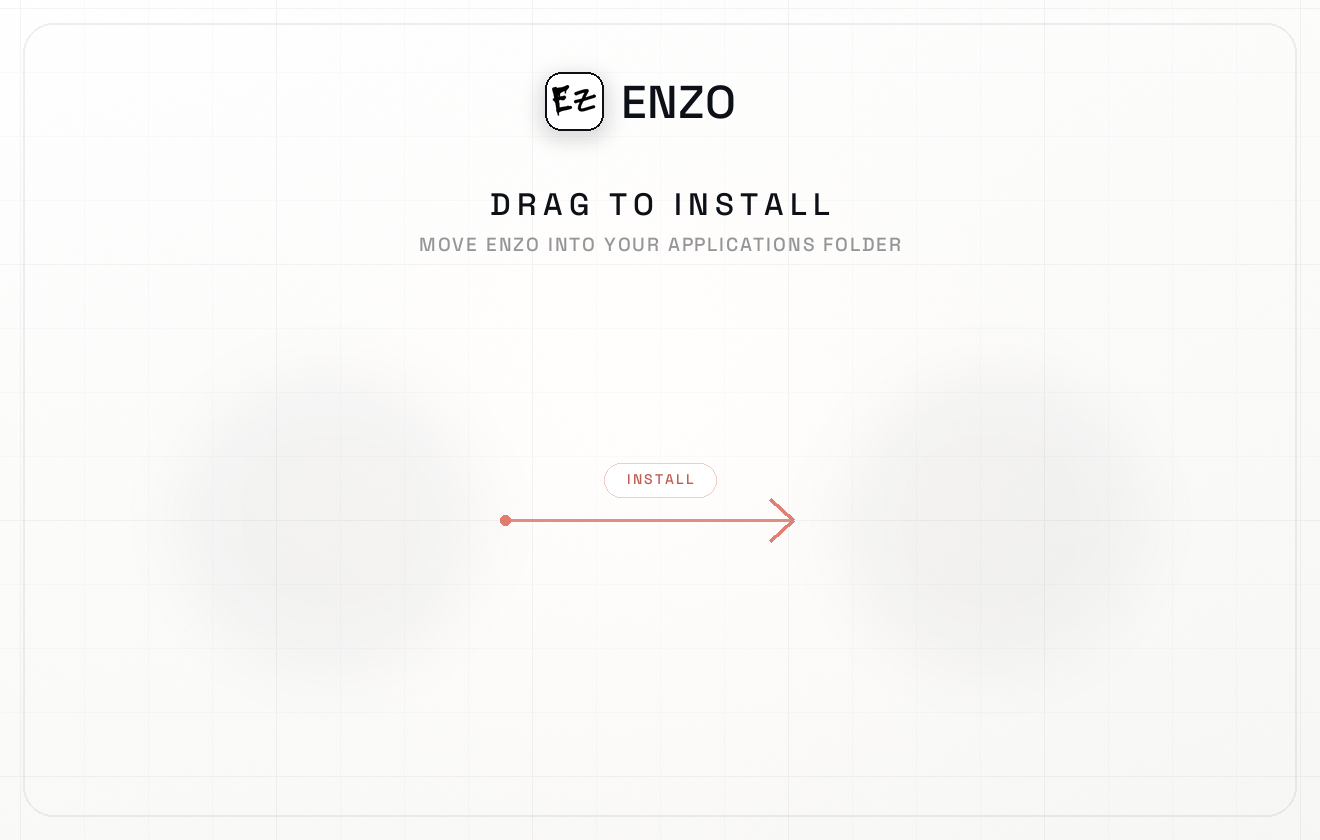 Ez ENZO
DRAG TO INSTALL
MOVE ENZO INTO YOUR APPLICATIONS FOLDER
INSTALL